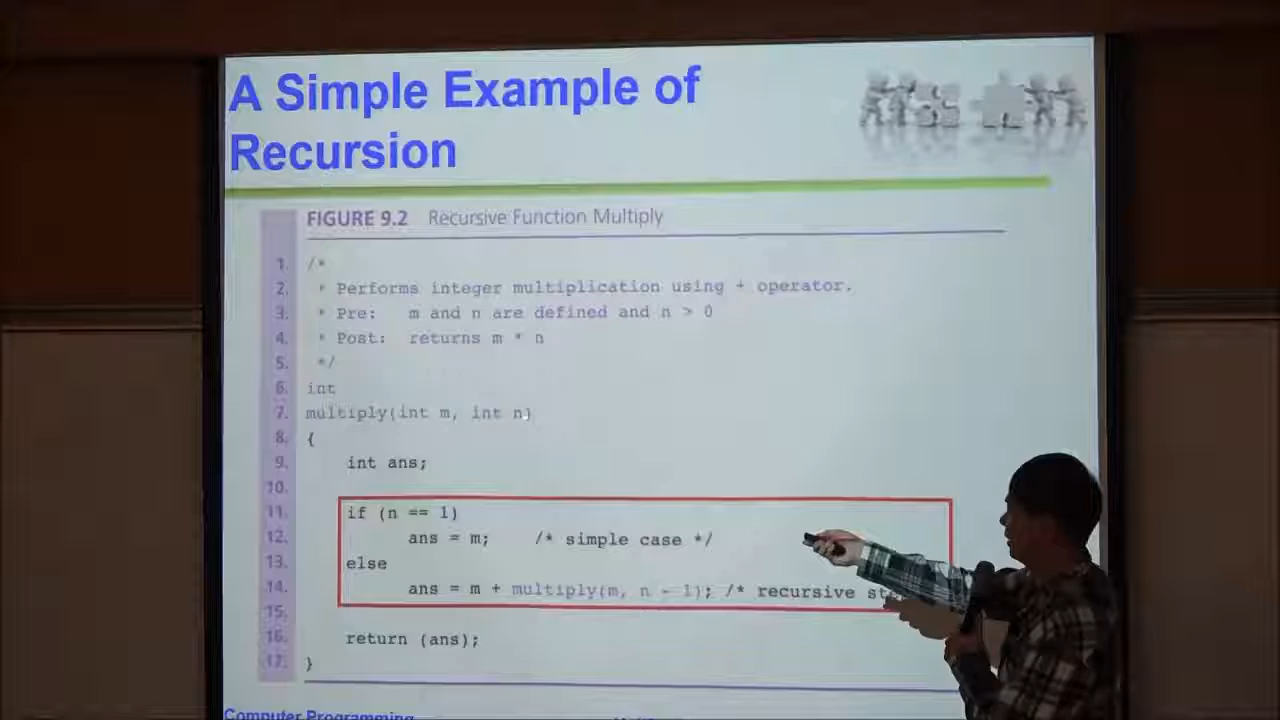 A Simple Example of
Recursion
FIGURE 9.2 Recursive Function Multiply
1. /*
2. * Performs integer multiplication using + operator.
3. * Pre: m and n are defined and n > 0
4. * Post: returns m * n
5. */
6. int
7. multiply(int m, int n)
8. {
9. int ans;
10.
11. if (n == 1)
12. ans = m; /* simple case */
13. else
14. ans = m + multiply(m, n - 1); /* recursive
15.
16. return (ans);
17. }
Computer Programming